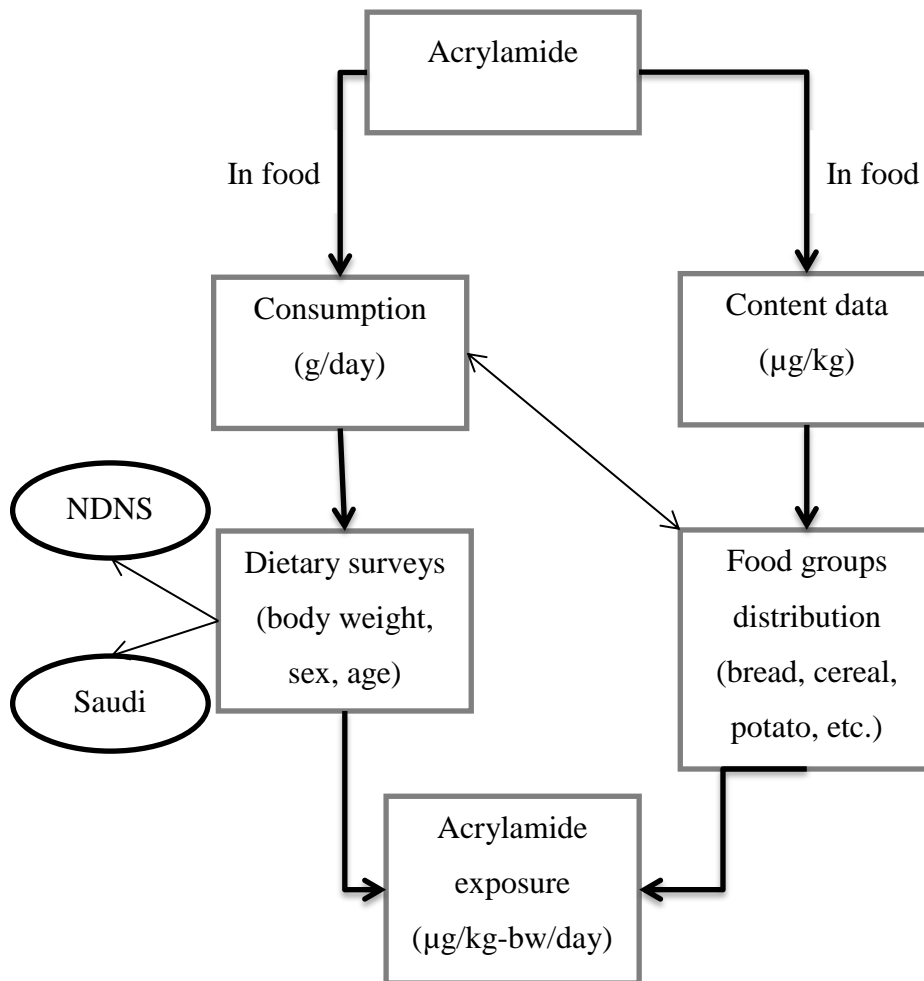 Acrylamide
In food
In food
Consumption
(g/day)
Content data
(µg/kg)
NDNS
Saudi
Dietary surveys
(body weight,
sex, age)
Food groups
distribution
(bread, cereal,
potato, etc.)
Acrylamide
exposure
(µg/kg-bw/day)